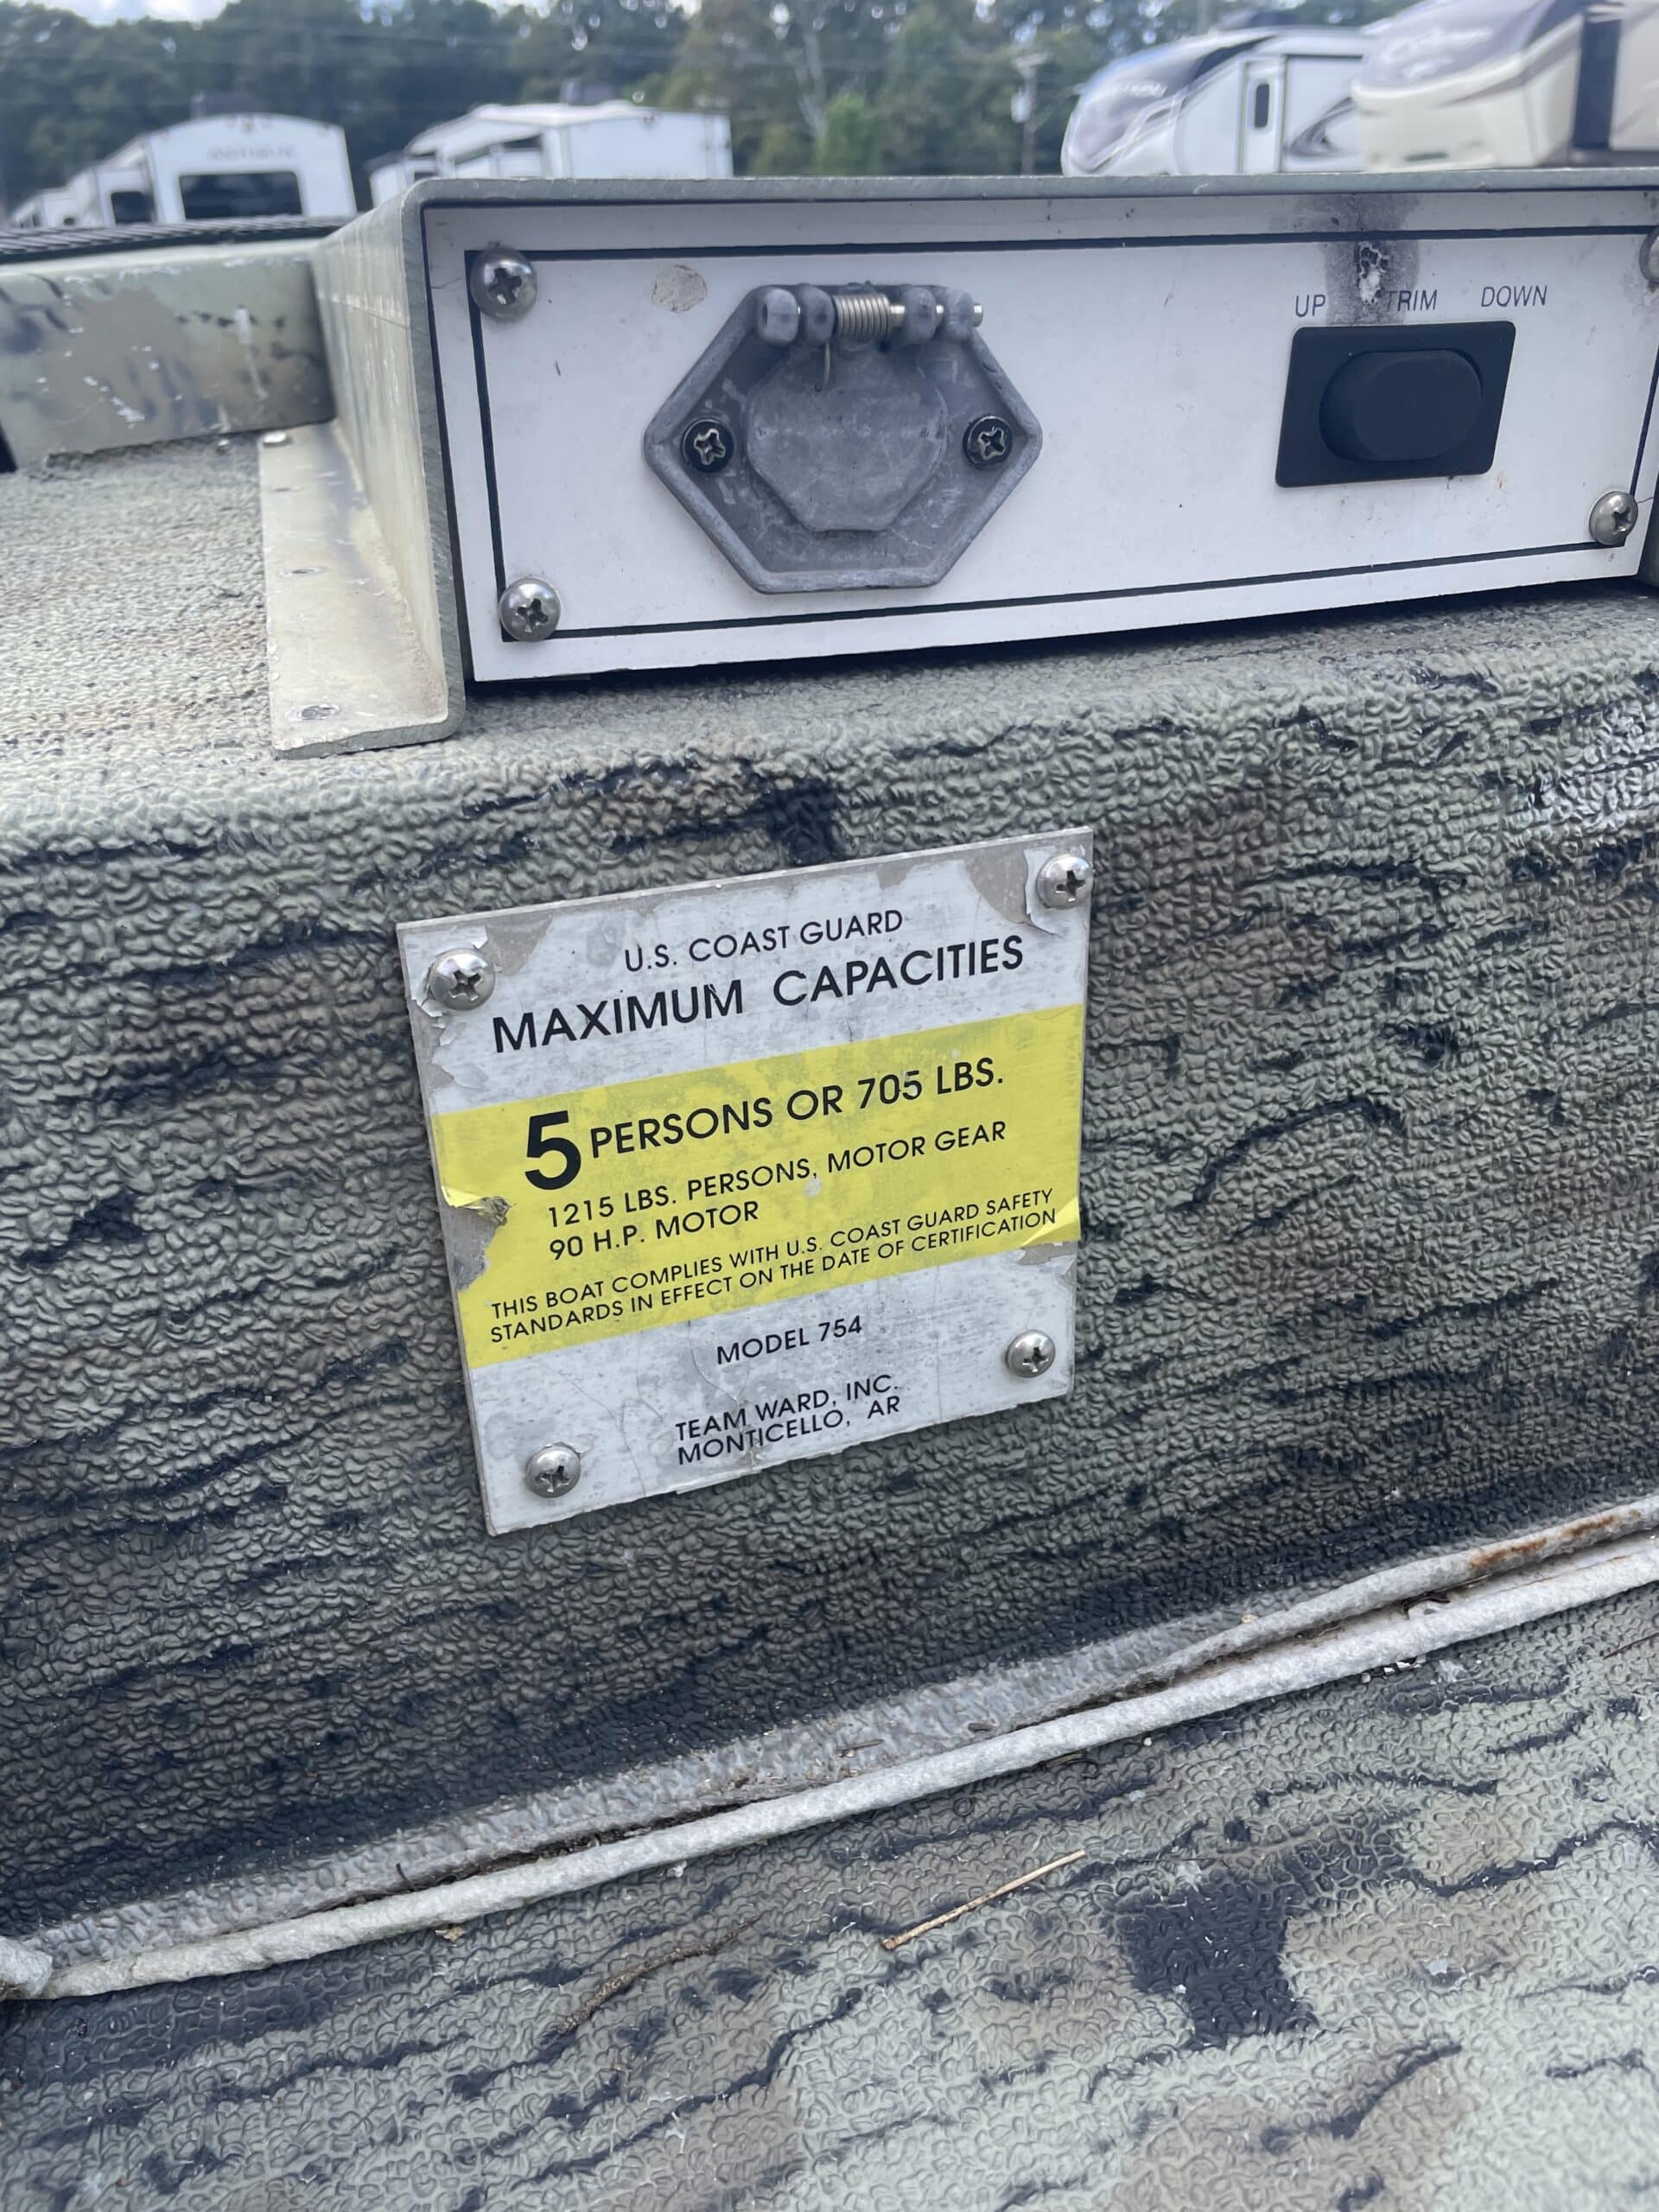 UP TRIM DOWN
U.S. COAST GUARD
MAXIMUM CAPACITIES
5 PERSONS OR 705 LBS.
1215 LBS. PERSONS, MOTOR GEAR
90 H.P. MOTOR
THIS BOAT COMPLIES WITH U.S. COAST GUARD SAFETY
STANDARDS IN EFFECT ON THE DATE OF CERTIFICATION
MODEL 754
TEAM WARD, INC.
MONTICELLO, AR